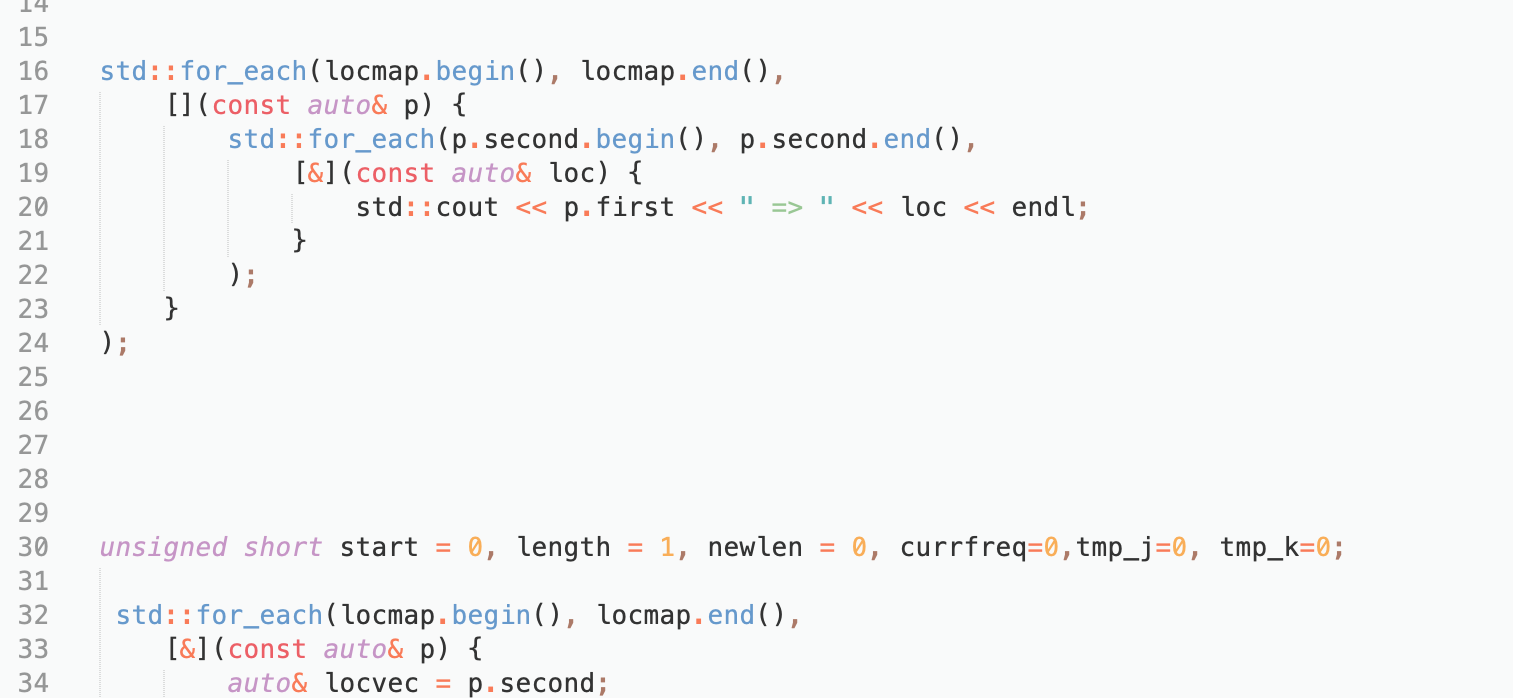 14
15
16 std::for_each(locmap.begin(), locmap.end(),
17     [](const auto& p) {
18         std::for_each(p.second.begin(), p.second.end(),
19             [&](const auto& loc) {
20                 std::cout << p.first << " => " << loc << endl;
21             }
22         );
23     }
24 );
25
26
27
28
29
30 unsigned short start = 0, length = 1, newlen = 0, currfreq=0,tmp_j=0, tmp_k=0;
31
32  std::for_each(locmap.begin(), locmap.end(),
33     [&](const auto& p) {
34         auto& locvec = p.second;